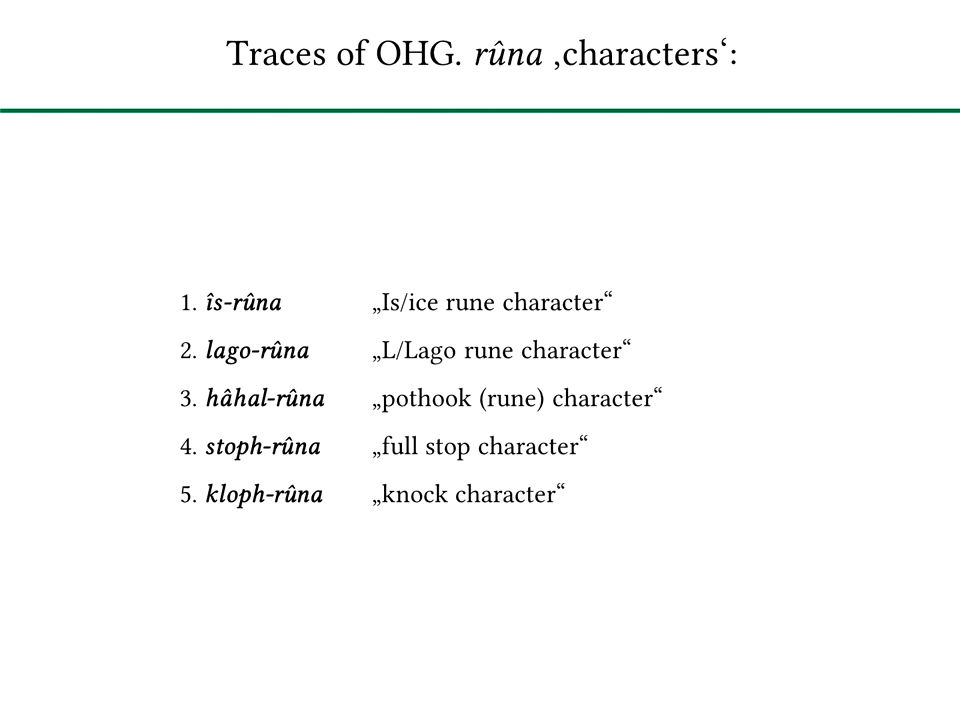 Traces of OHG. rûna ‚characters‘:
1. îs-rûna „Is/ice rune character“
2. lago-rûna „L/Lago rune character“
3. hâhal-rûna „pothook (rune) character“
4. stoph-rûna „full stop character“
5. kloph-rûna „knock character“